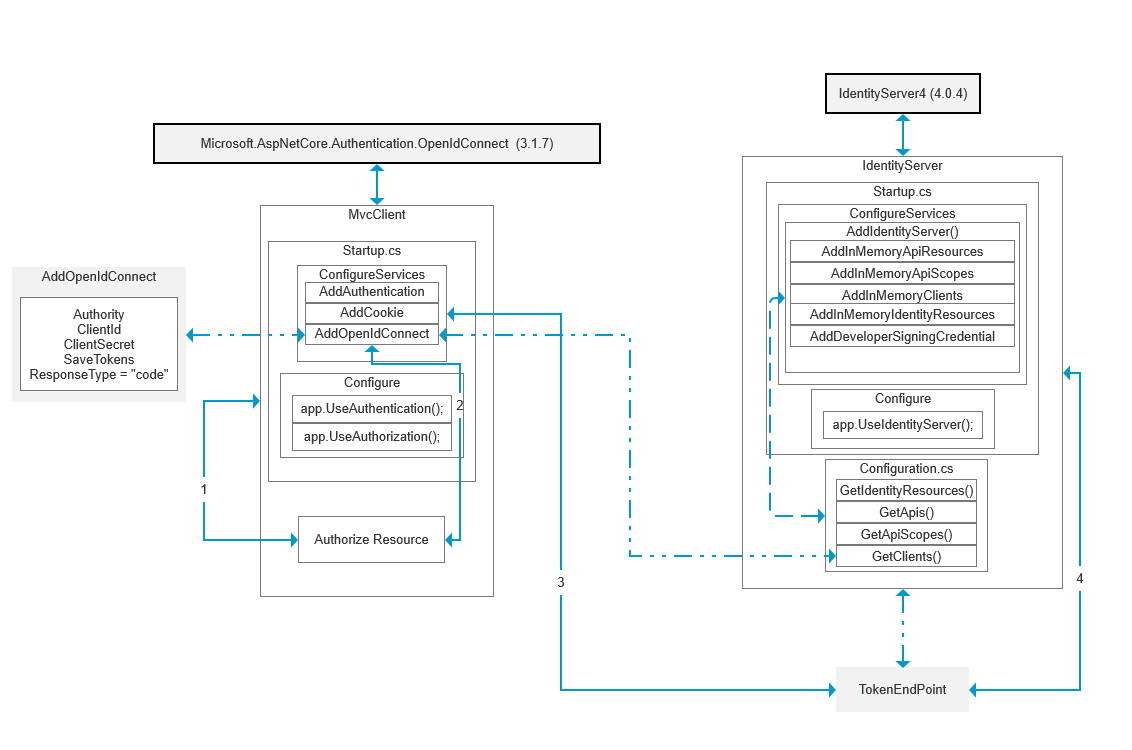 IdentityServer4 (4.0.4)
Microsoft.AspNetCore.Authentication.OpenIdConnect (3.1.7)
MvcClient
Startup.cs
ConfigureServices
AddAuthentication
AddCookie
AddOpenIdConnect
Configure
app.UseAuthentication();
app.UseAuthorization();
Authorize Resource
AddOpenIdConnect
Authority
ClientId
ClientSecret
SaveTokens
ResponseType = "code"
1
2
3
4
IdentityServer
Startup.cs
ConfigureServices
AddIdentityServer()
AddInMemoryApiResources
AddInMemoryApiScopes
AddInMemoryClients
AddInMemoryIdentityResources
AddDeveloperSigningCredential
Configure
app.UseIdentityServer();
Configuration.cs
GetIdentityResources()
GetApis()
GetApiScopes()
GetClients()
TokenEndPoint